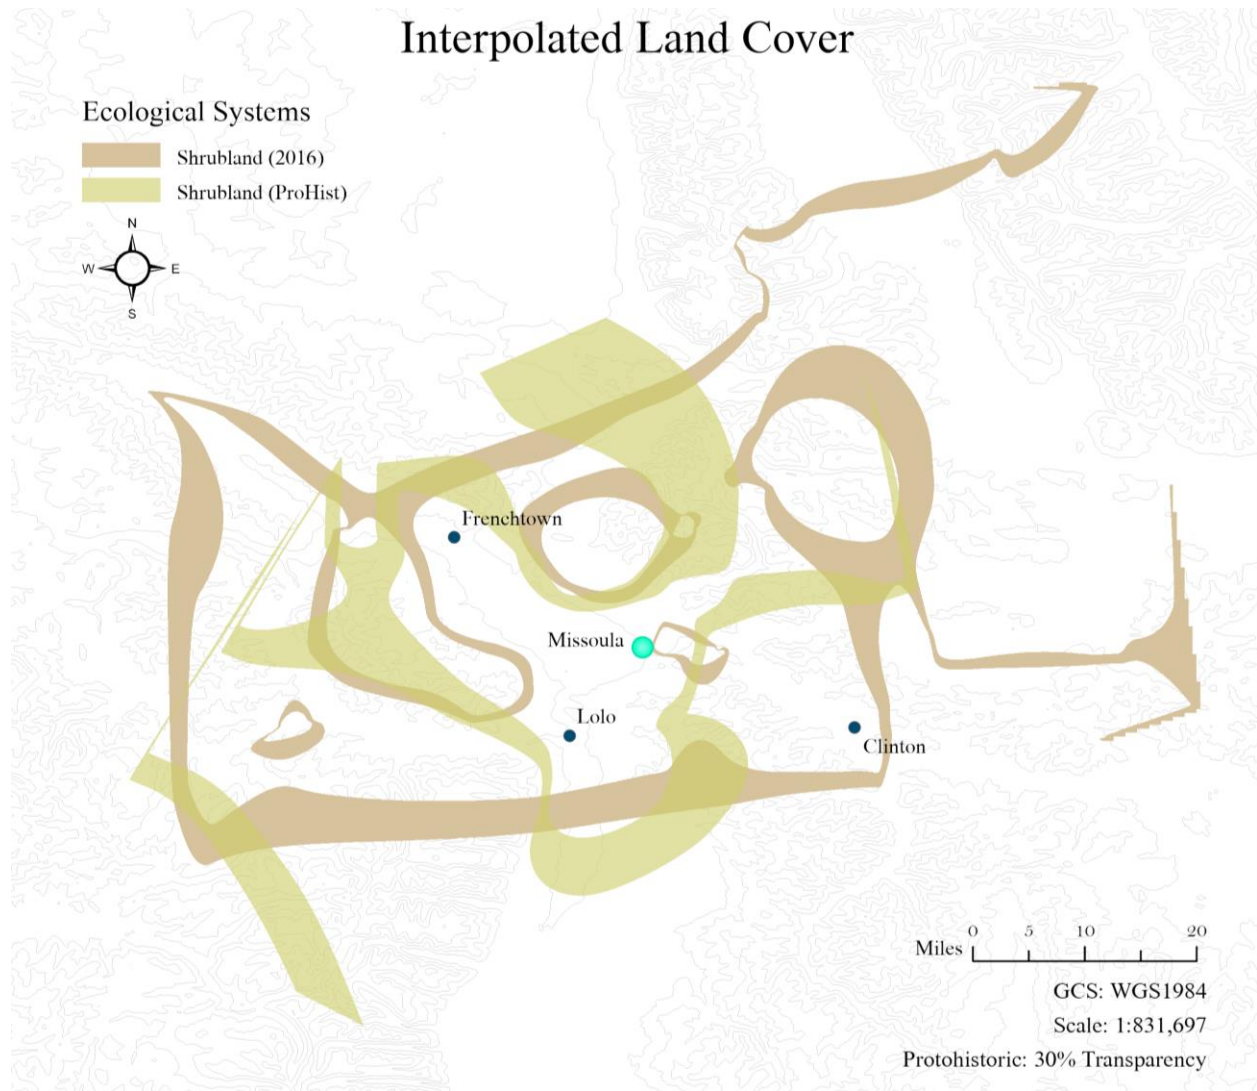 Interpolated Land Cover
Ecological Systems
Shrubland (2016)
Shrubland (ProHist)
N
W E
S
Frenchtown
Missoula
Lolo
Clinton
0 5 10 20
Miles
GCS: WGS1984
Scale: 1:831,697
Protohistoric: 30% Transparency